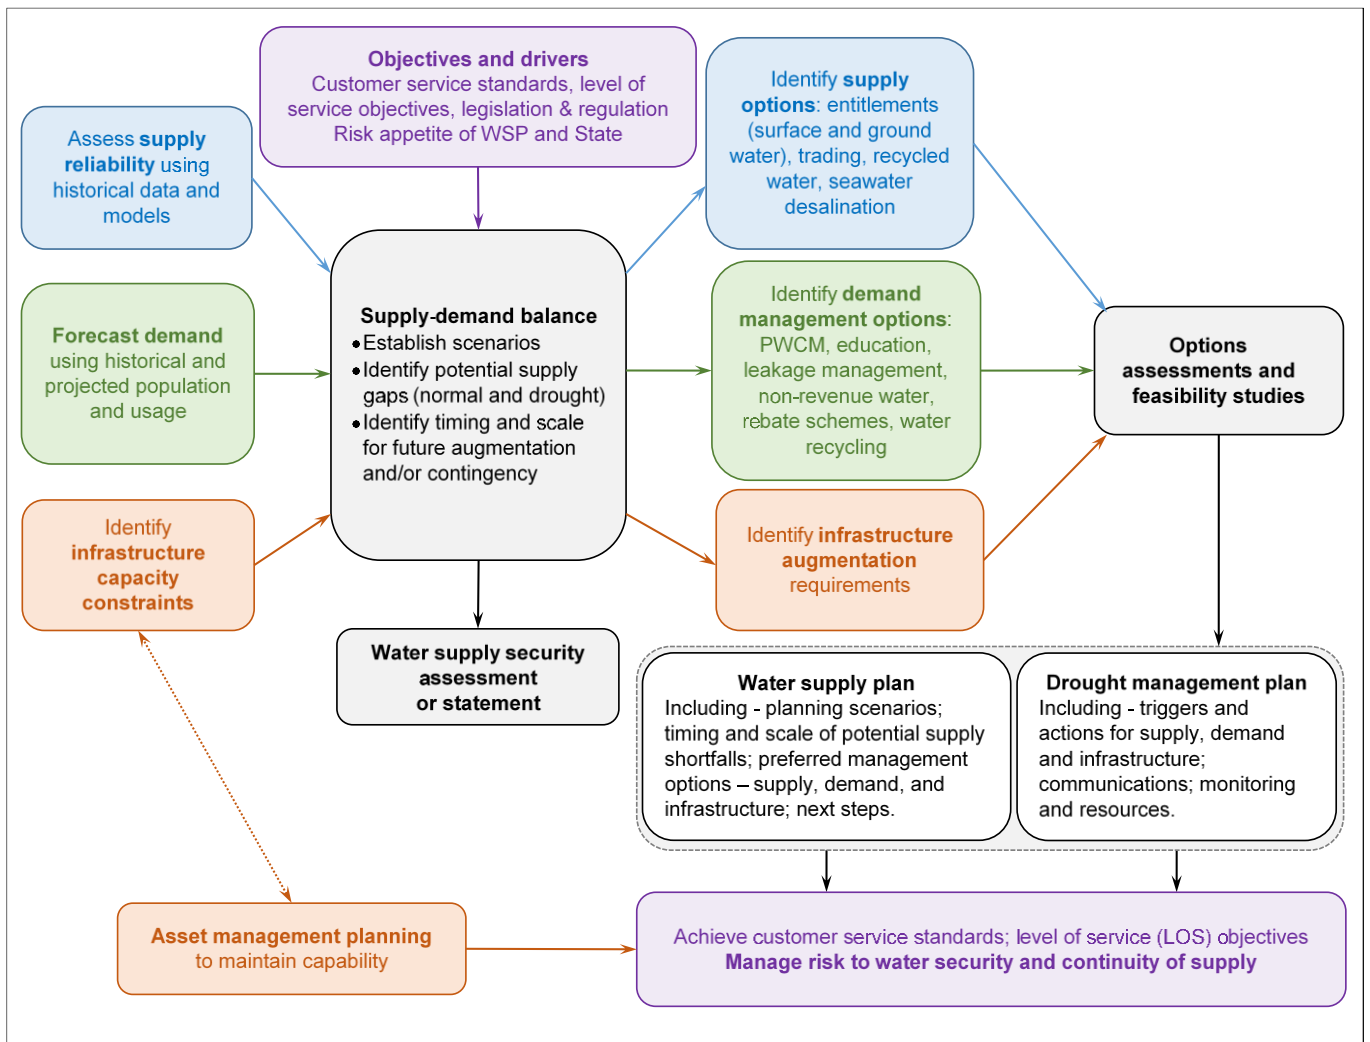 Objectives and drivers
Customer service standards, level of
service objectives, legislation & regulation
Risk appetite of WSP and State
Assess supply
reliability using
historical data and
models
Identify supply
options: entitlements
(surface and ground
water), trading, recycled
water, seawater
desalination
Forecast demand
using historical and
projected population
and usage
Supply-demand balance
•Establish scenarios
•Identify potential supply
gaps (normal and drought)
•Identify timing and scale
for future augmentation
and/or contingency
Identify demand
management options:
PWCM, education,
leakage management,
non-revenue water,
rebate schemes, water
recycling
Options
assessments and
feasibility studies
Identify
infrastructure
capacity
constraints
Identify infrastructure
augmentation
requirements
Water supply security
assessment
or statement
Water supply plan
Including - planning scenarios;
timing and scale of potential supply
shortfalls; preferred management
options – supply, demand, and
infrastructure; next steps.
Drought management plan
Including - triggers and
actions for supply, demand
and infrastructure;
communications; monitoring
and resources.
Asset management planning
to maintain capability
Achieve customer service standards; level of service (LOS) objectives
Manage risk to water security and continuity of supply